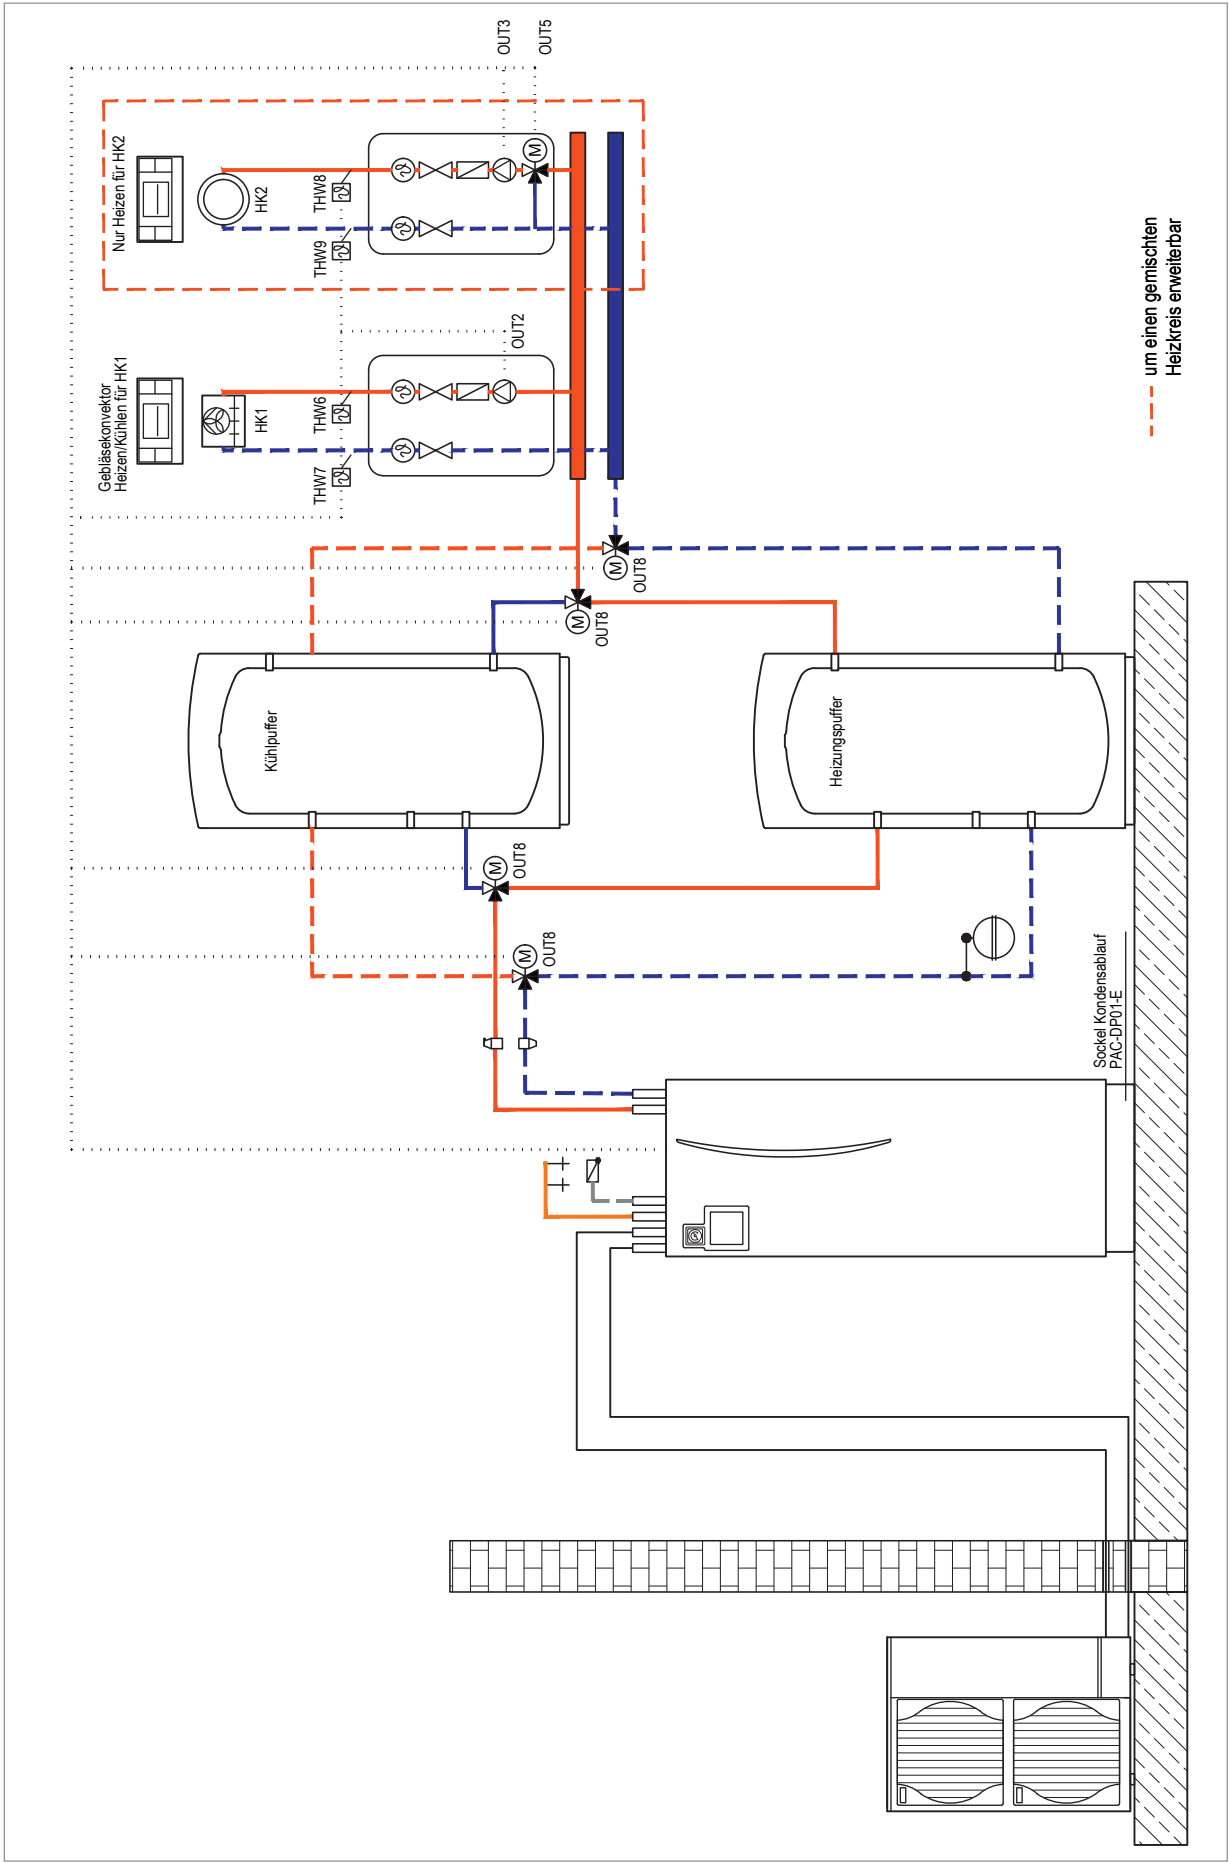 Sockel Kondensablauf
PAC-DP01-E
OUT8
OUT8
Kühlpuffer
Heizungspuffer
OUT8
OUT8
M
M
M
M
Gebläsekonvektor
Heizen/Kühlen für HK1
HK1
THW7
THW6
OUT2
Nur Heizen für HK2
HK2
THW9
THW8
M
OUT3
OUT5
um einen gemischten
Heizkreis erweiterbar